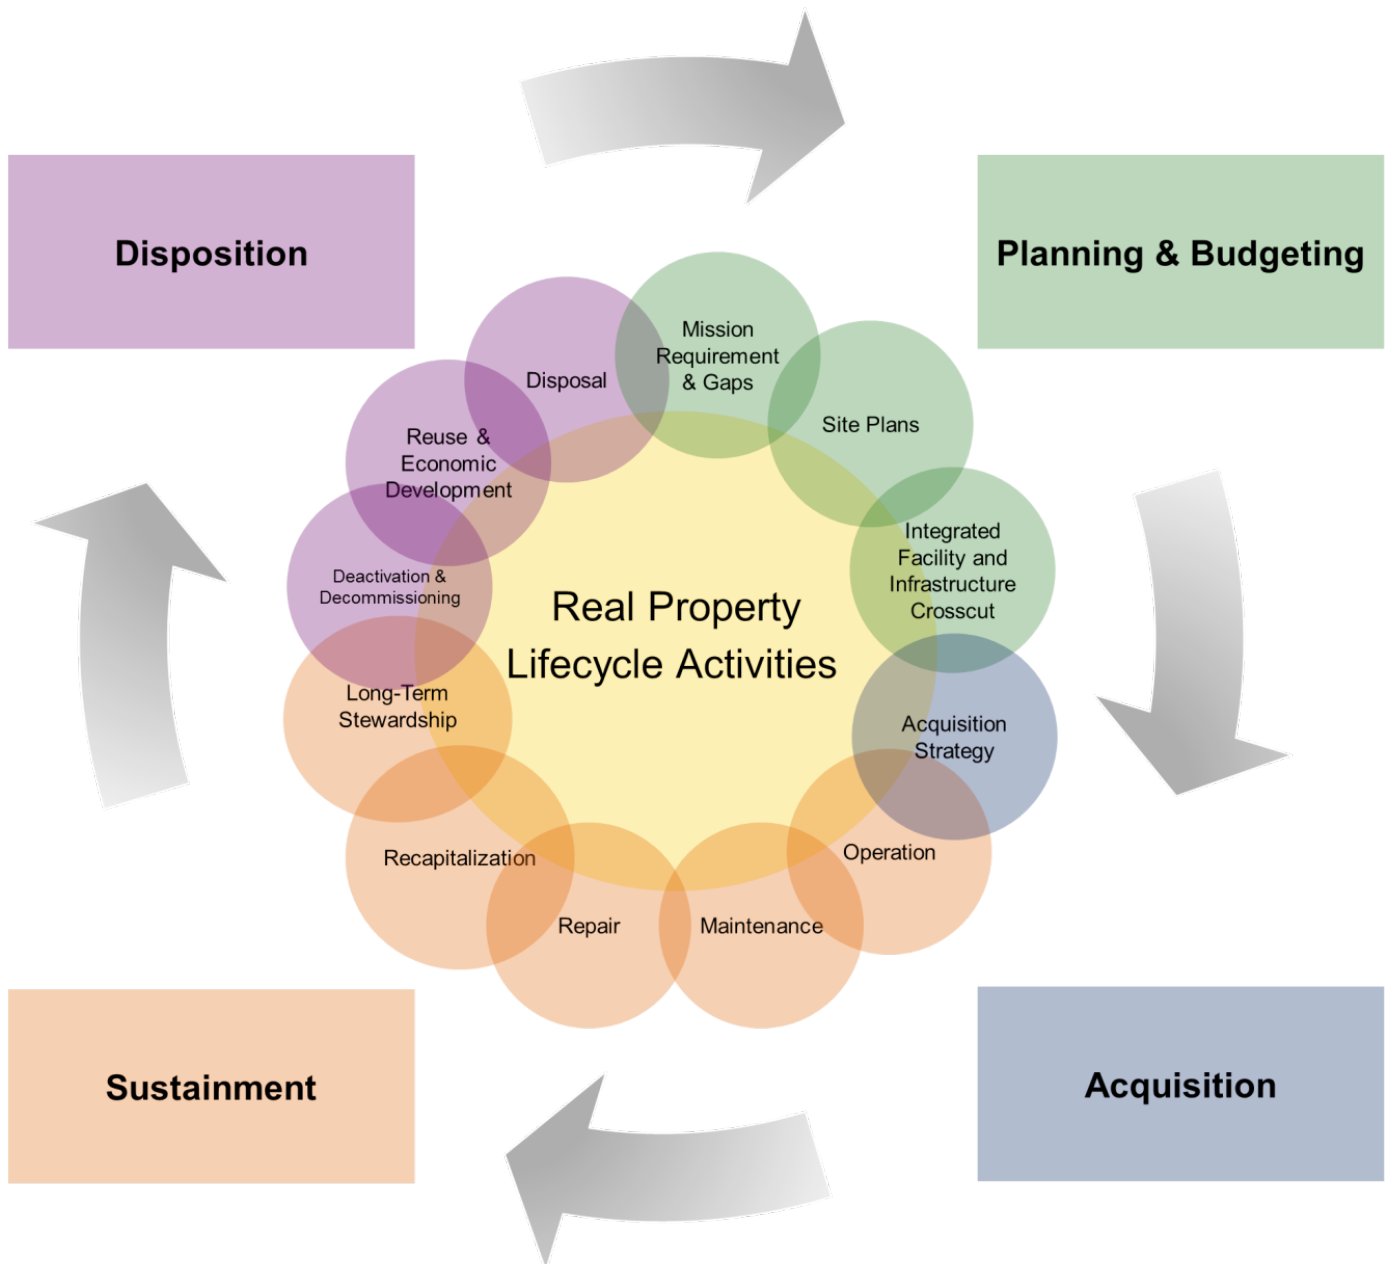 Disposition
Planning & Budgeting
Mission
Requirement
& Gaps
Disposal
Site Plans
Reuse &
Economic
Development
Integrated
Facility and
Infrastructure
Crosscut
Deactivation &
Decommissioning
Real Property
Lifecycle Activities
Long-Term
Stewardship
Acquisition
Strategy
Recapitalization
Operation
Repair
Maintenance
Sustainment
Acquisition